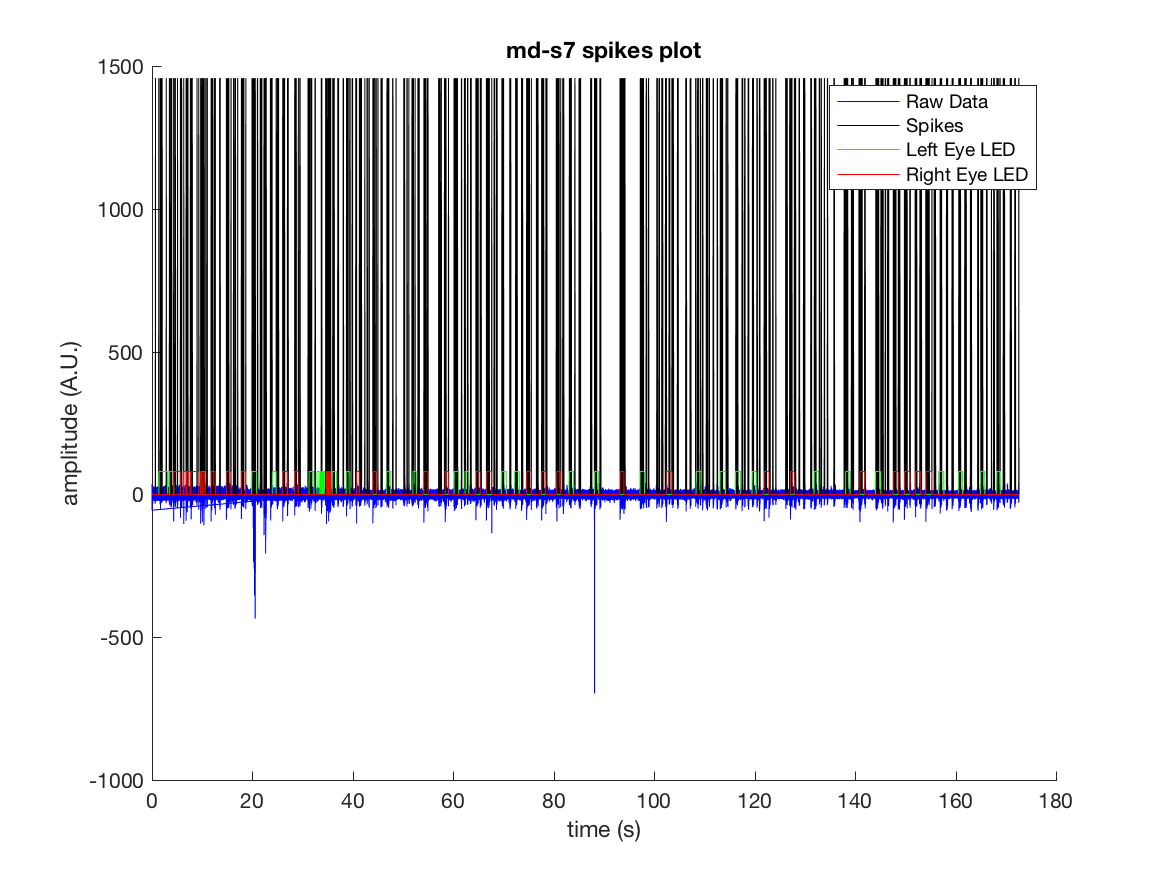 md-s7 spikes plot
1500
1000
500
0
-500
-1000
amplitude (A.U.)
Raw Data
Spikes
Left Eye LED
Right Eye LED
0 20 40 60 80 100 120 140 160 180
time (s)